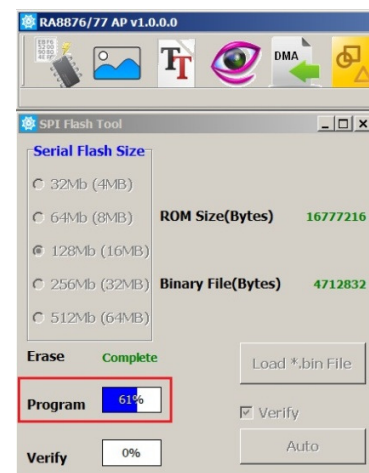 RA8876/77 AP v1.0.0.0
TT
DMA
SPI Flash Tool
Serial Flash Size
32Mb (4MB)
64Mb (8MB)
ROM Size(Bytes) 16777216
128Mb (16MB)
256Mb (32MB)
Binary File(Bytes) 4712832
512Mb (64MB)
Erase Complete
Load *.bin File
Program 61%
Verify
Verify 0%
Auto